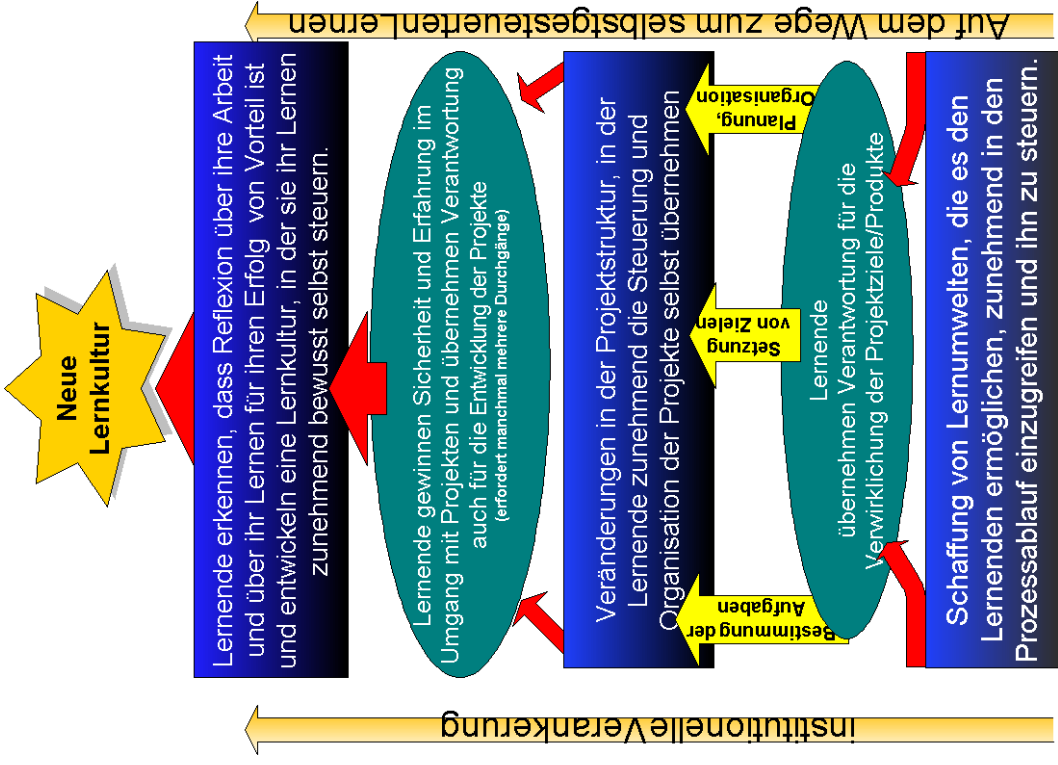 Neue
Lernkultur
Lernende erkennen, dass Reflexion über ihre Arbeit
und über ihr Lernen für ihren Erfolg von Vorteil ist
und entwickeln eine Lernkultur, in der sie ihr Lernen
zunehmend bewusst selbst steuern.
Lernende gewinnen Sicherheit und Erfahrung im
Umgang mit Projekten und übernehmen Verantwortung
auch für die Entwicklung der Projekte
(erfordert manchmal mehrere Durchgänge)
Veränderungen in der Projektstruktur, in der
Lernende zunehmend die Steuerung und
Organisation der Projekte selbst übernehmen
Bestimmung der
Aufgaben
Setzung
von Zielen
Planung,
Organisation
Lernende
übernehmen Verantwortung für die
Verwirklichung der Projektziele/Produkte
Schaffung von Lernumwelten, die es den
Lernenden ermöglichen, zunehmend in den
Prozessablauf einzugreifen und ihn zu steuern.
institutionelle Verankerung
Auf dem Wege zum selbstgesteuerten Lernen